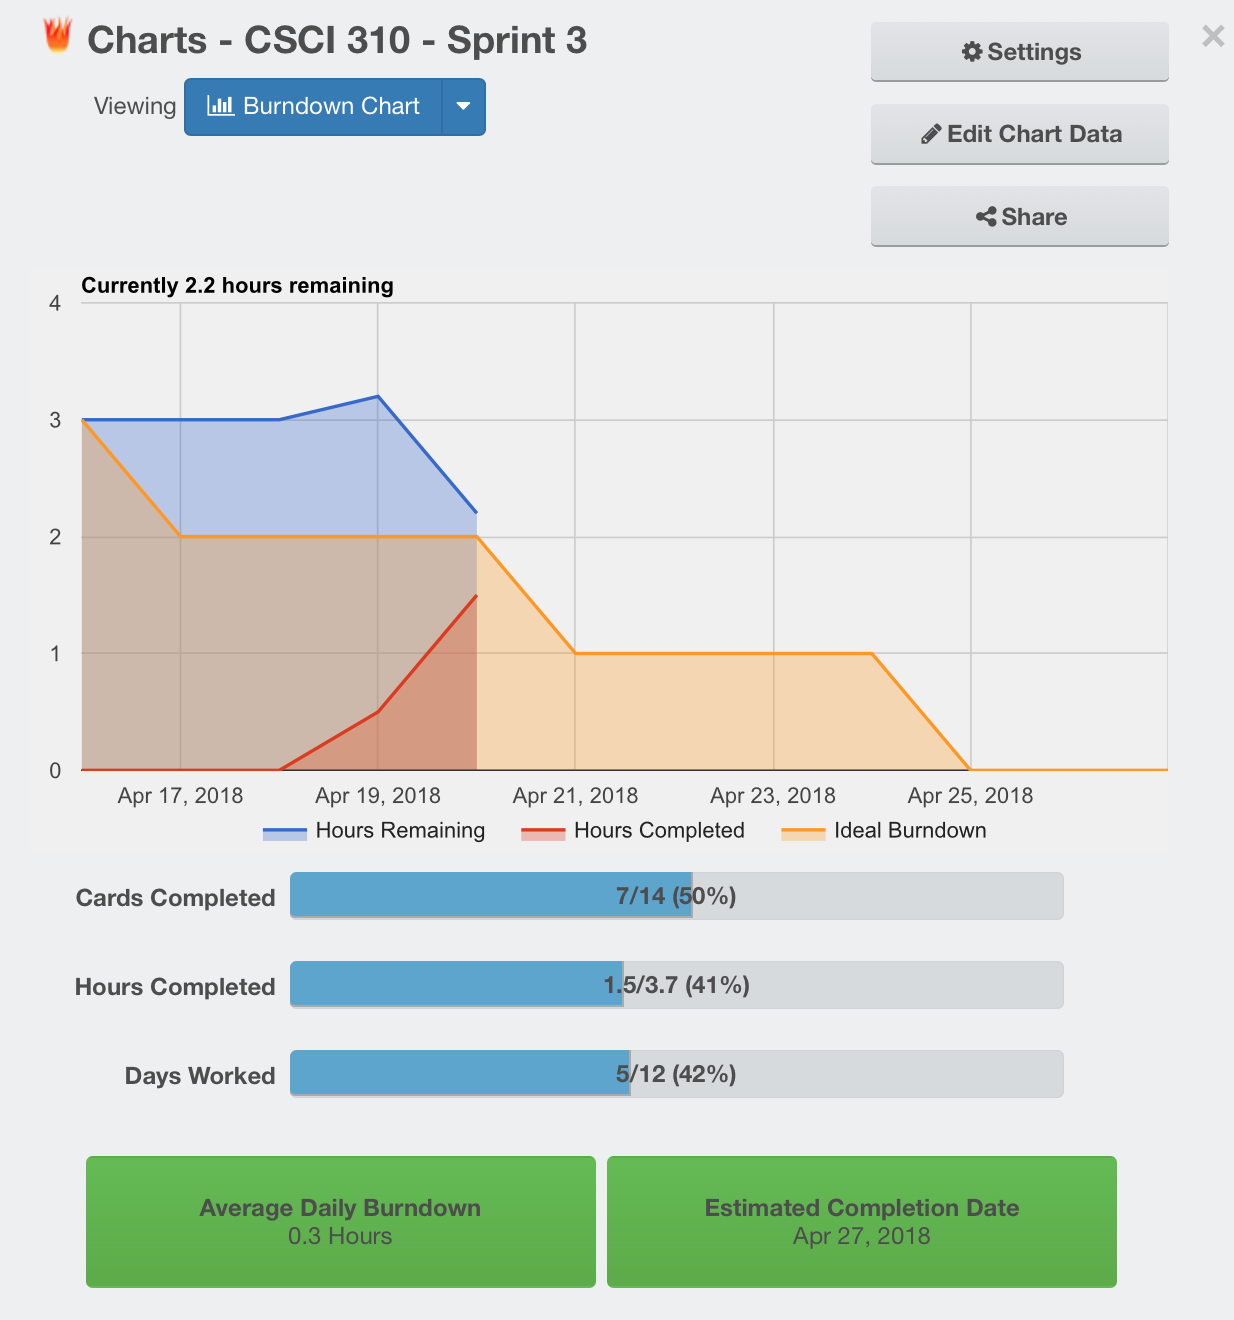 Charts - CSCI 310 - Sprint 3
Settings
Viewing Burndown Chart
Edit Chart Data
Share
Currently 2.2 hours remaining
4
3
2
1
0
Apr 17, 2018 Apr 19, 2018 Apr 21, 2018 Apr 23, 2018 Apr 25, 2018
Hours Remaining Hours Completed Ideal Burndown
Cards Completed 7/14 (50%)
Hours Completed 1.5/3.7 (41%)
Days Worked 5/12 (42%)
Average Daily Burndown
0.3 Hours
Estimated Completion Date
Apr 27, 2018